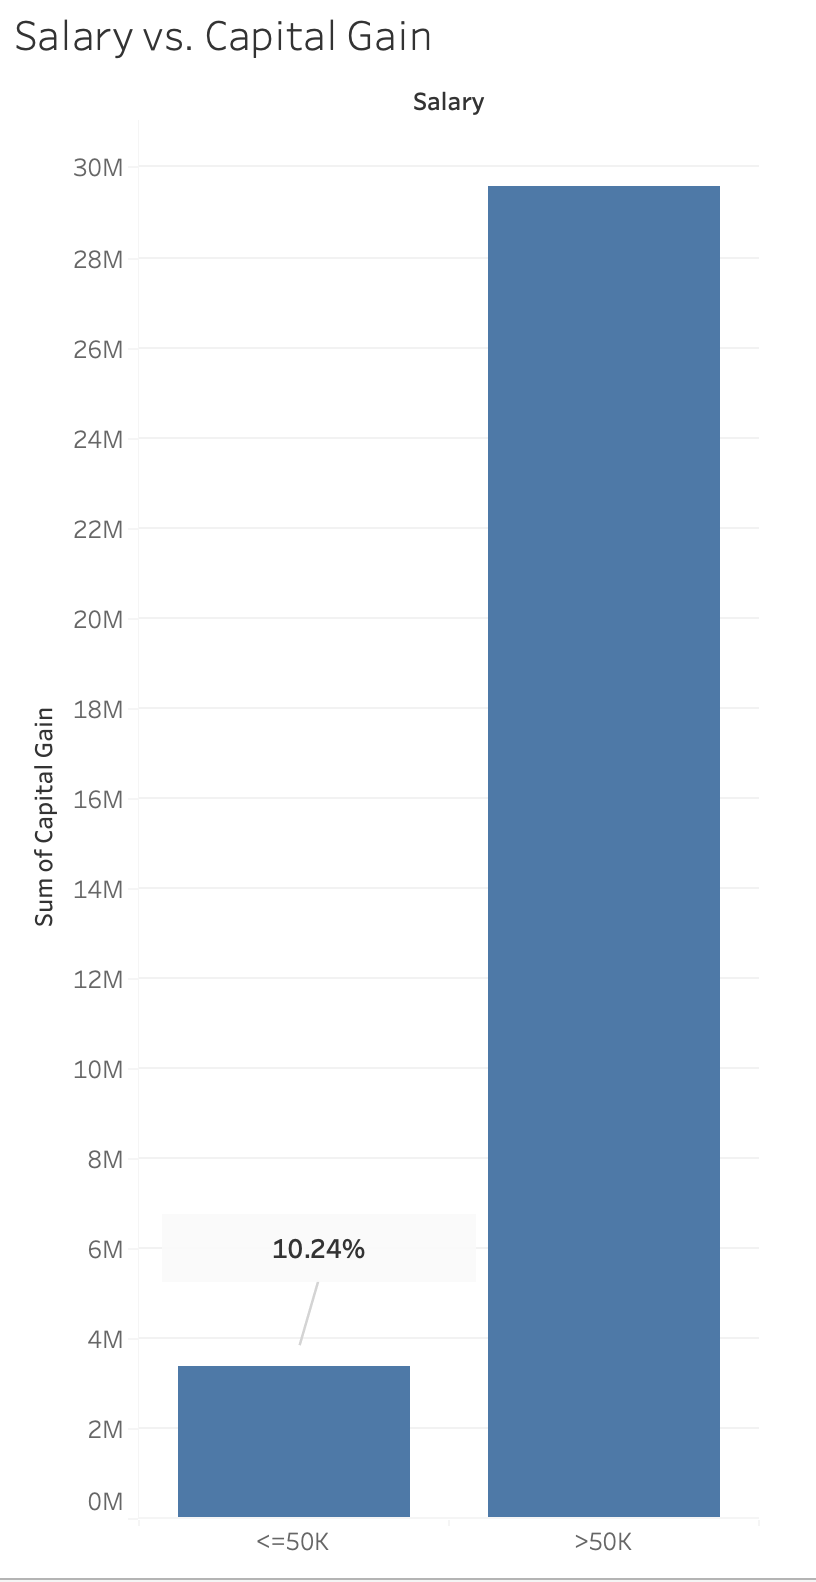 Salary vs. Capital Gain
Salary
30M
28M
26M
24M
22M
20M
18M
16M
14M
12M
10M
8M
6M
4M
2M
0M
Sum of Capital Gain
10.24%
<=50K
>50K